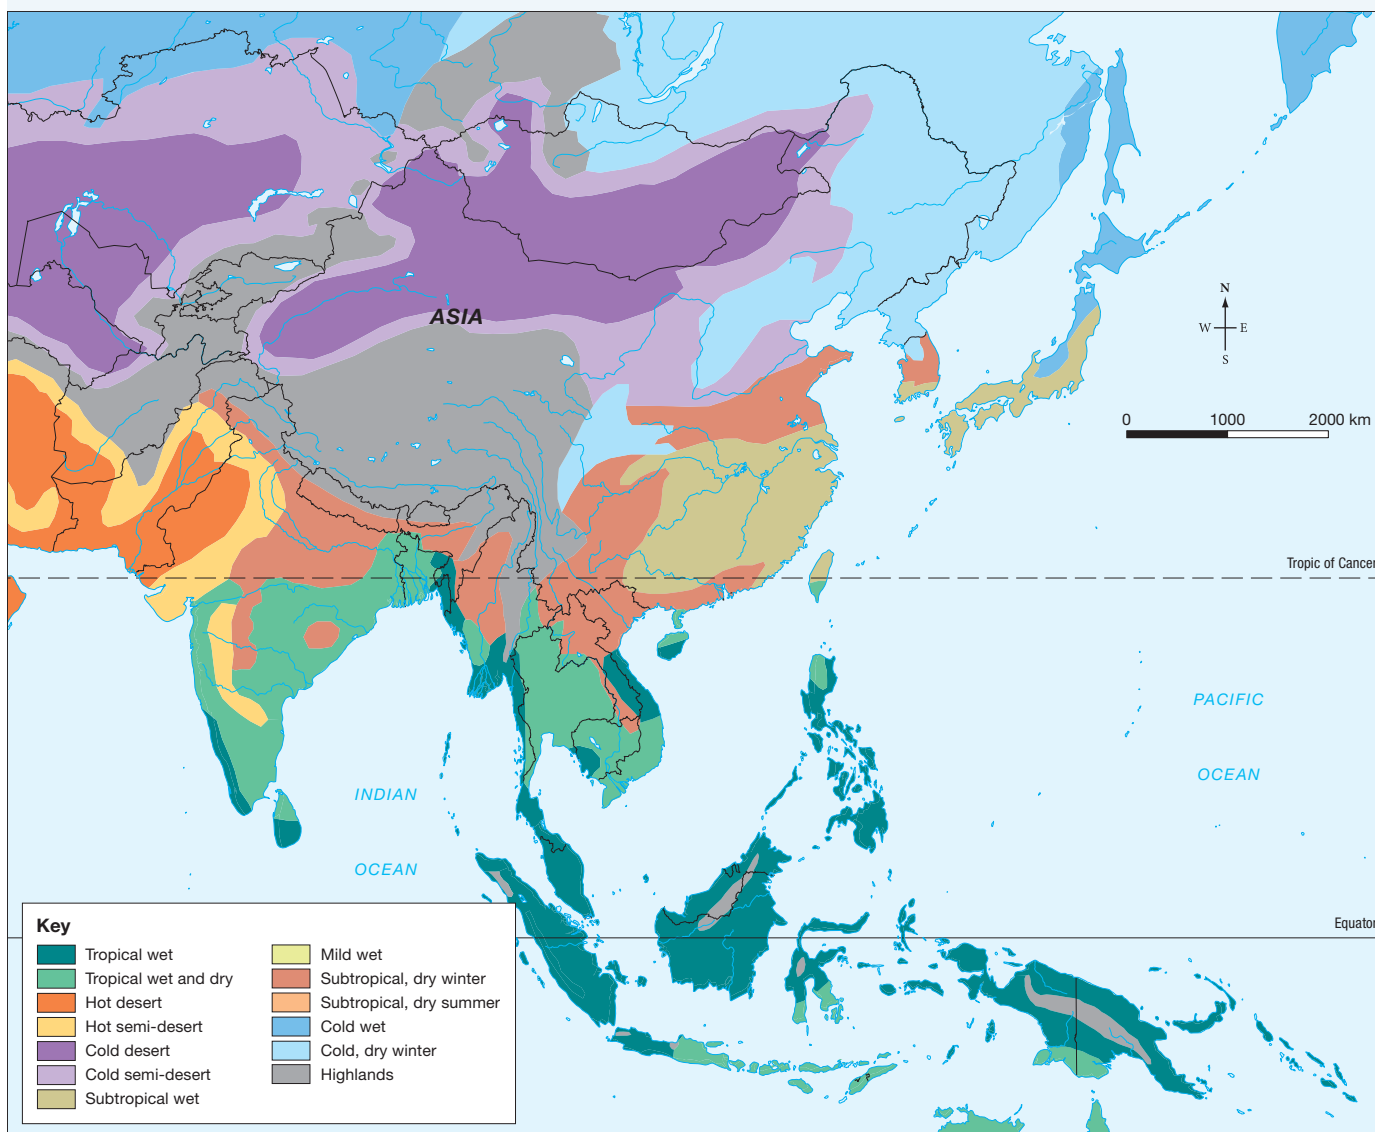 ASIA
N
W E
S
0 1000 2000 km
Tropic of Cancer
PACIFIC
OCEAN
INDIAN
OCEAN
Equator
Key
Tropical wet
Tropical wet and dry
Hot desert
Hot semi-desert
Cold desert
Cold semi-desert
Subtropical wet
Mild wet
Subtropical, dry winter
Subtropical, dry summer
Cold wet
Cold, dry winter
Highlands